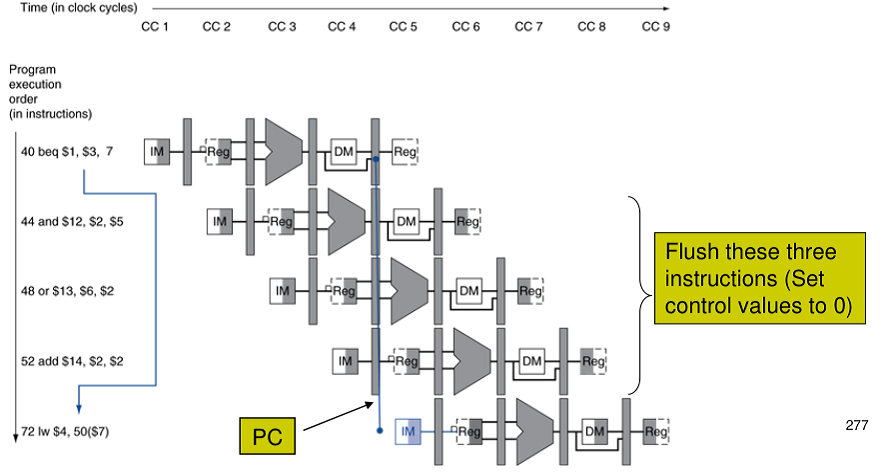 Time (in clock cycles)
CC 1 CC 2 CC 3 CC 4 CC 5 CC 6 CC 7 CC 8 CC 9
Program
execution
order
(in instructions)
40 beq $1, $3, 7
IM Reg DM Reg
44 and $12, $2, $5
IM Reg DM Reg
48 or $13, $6, $2
IM Reg DM Reg
52 add $14, $2, $2
IM Reg DM Reg
72 lw $4, 50($7)
IM Reg DM Reg
Flush these three
instructions (Set
control values to 0)
PC
277